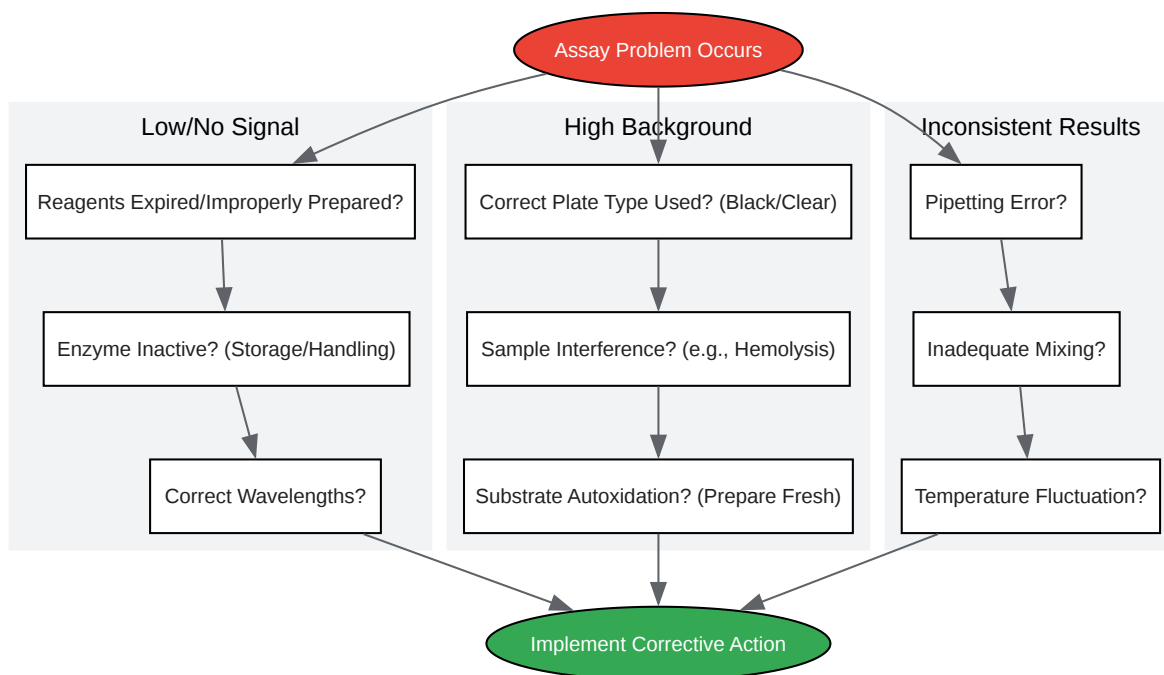 Assay Problem Occurs
Low/No Signal
High Background
Inconsistent Results
Reagents Expired/Improperly Prepared?
Correct Plate Type Used? (Black/Clear)
Pipetting Error?
Enzyme Inactive? (Storage/Handling)
Sample Interference? (e.g., Hemolysis)
Inadequate Mixing?
Correct Wavelengths?
Substrate Autoxidation? (Prepare Fresh)
Temperature Fluctuation?
Implement Corrective Action